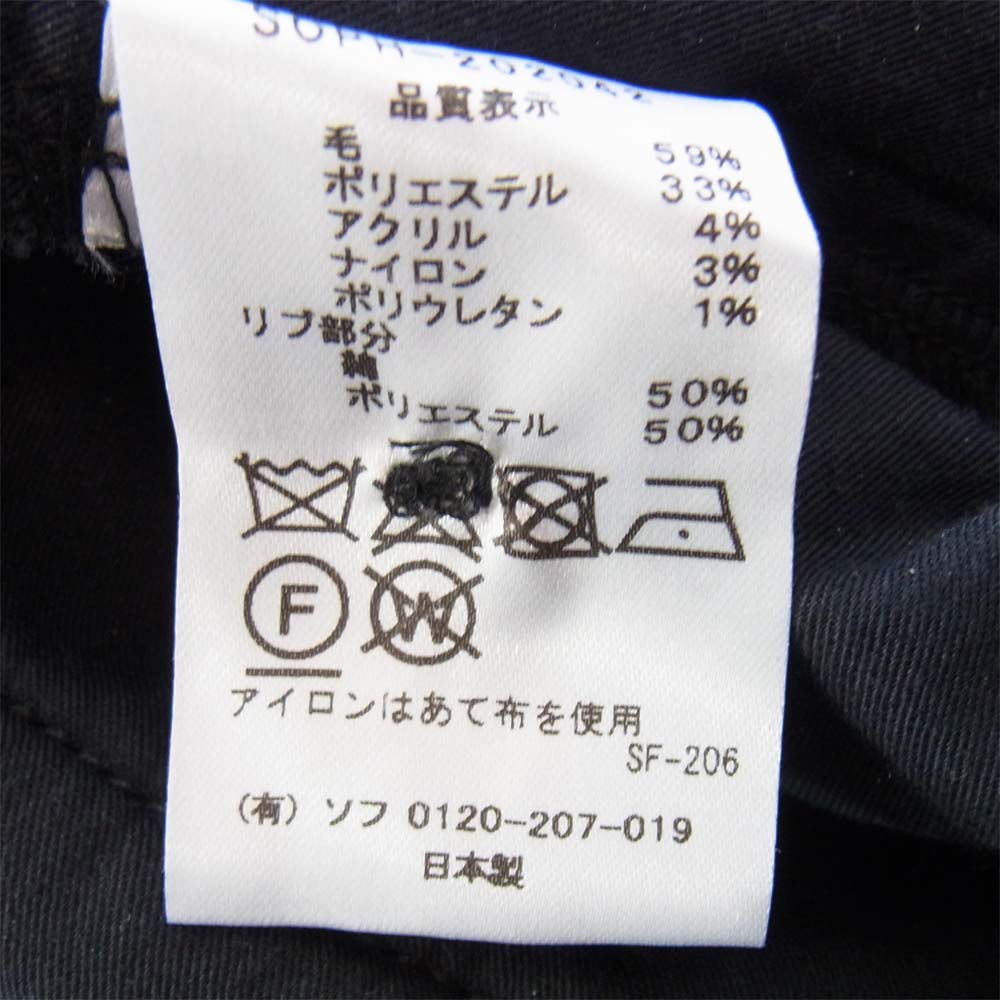 SOPH-202042
品質表示
毛 59%
ポリエステル 33%
アクリル 4%
ナイロン 3%
ポリウレタン 1%
リブ部分
綿 50%
ポリエステル 50%
F W
アイロンはあて布を使用
SF-206
(有) ソフ 0120-207-019
日本製